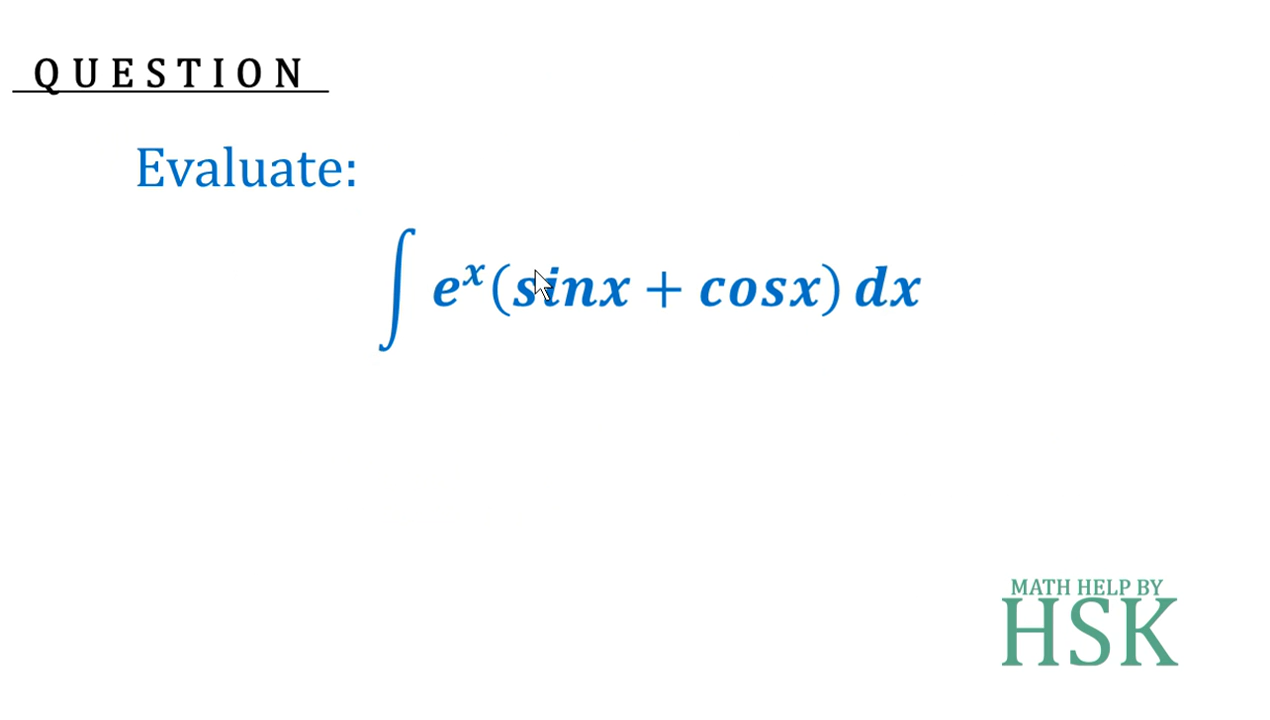 QUESTION
Evaluate:
∫ eˣ(sinx + cosx) dx
MATH HELP BY
HSK